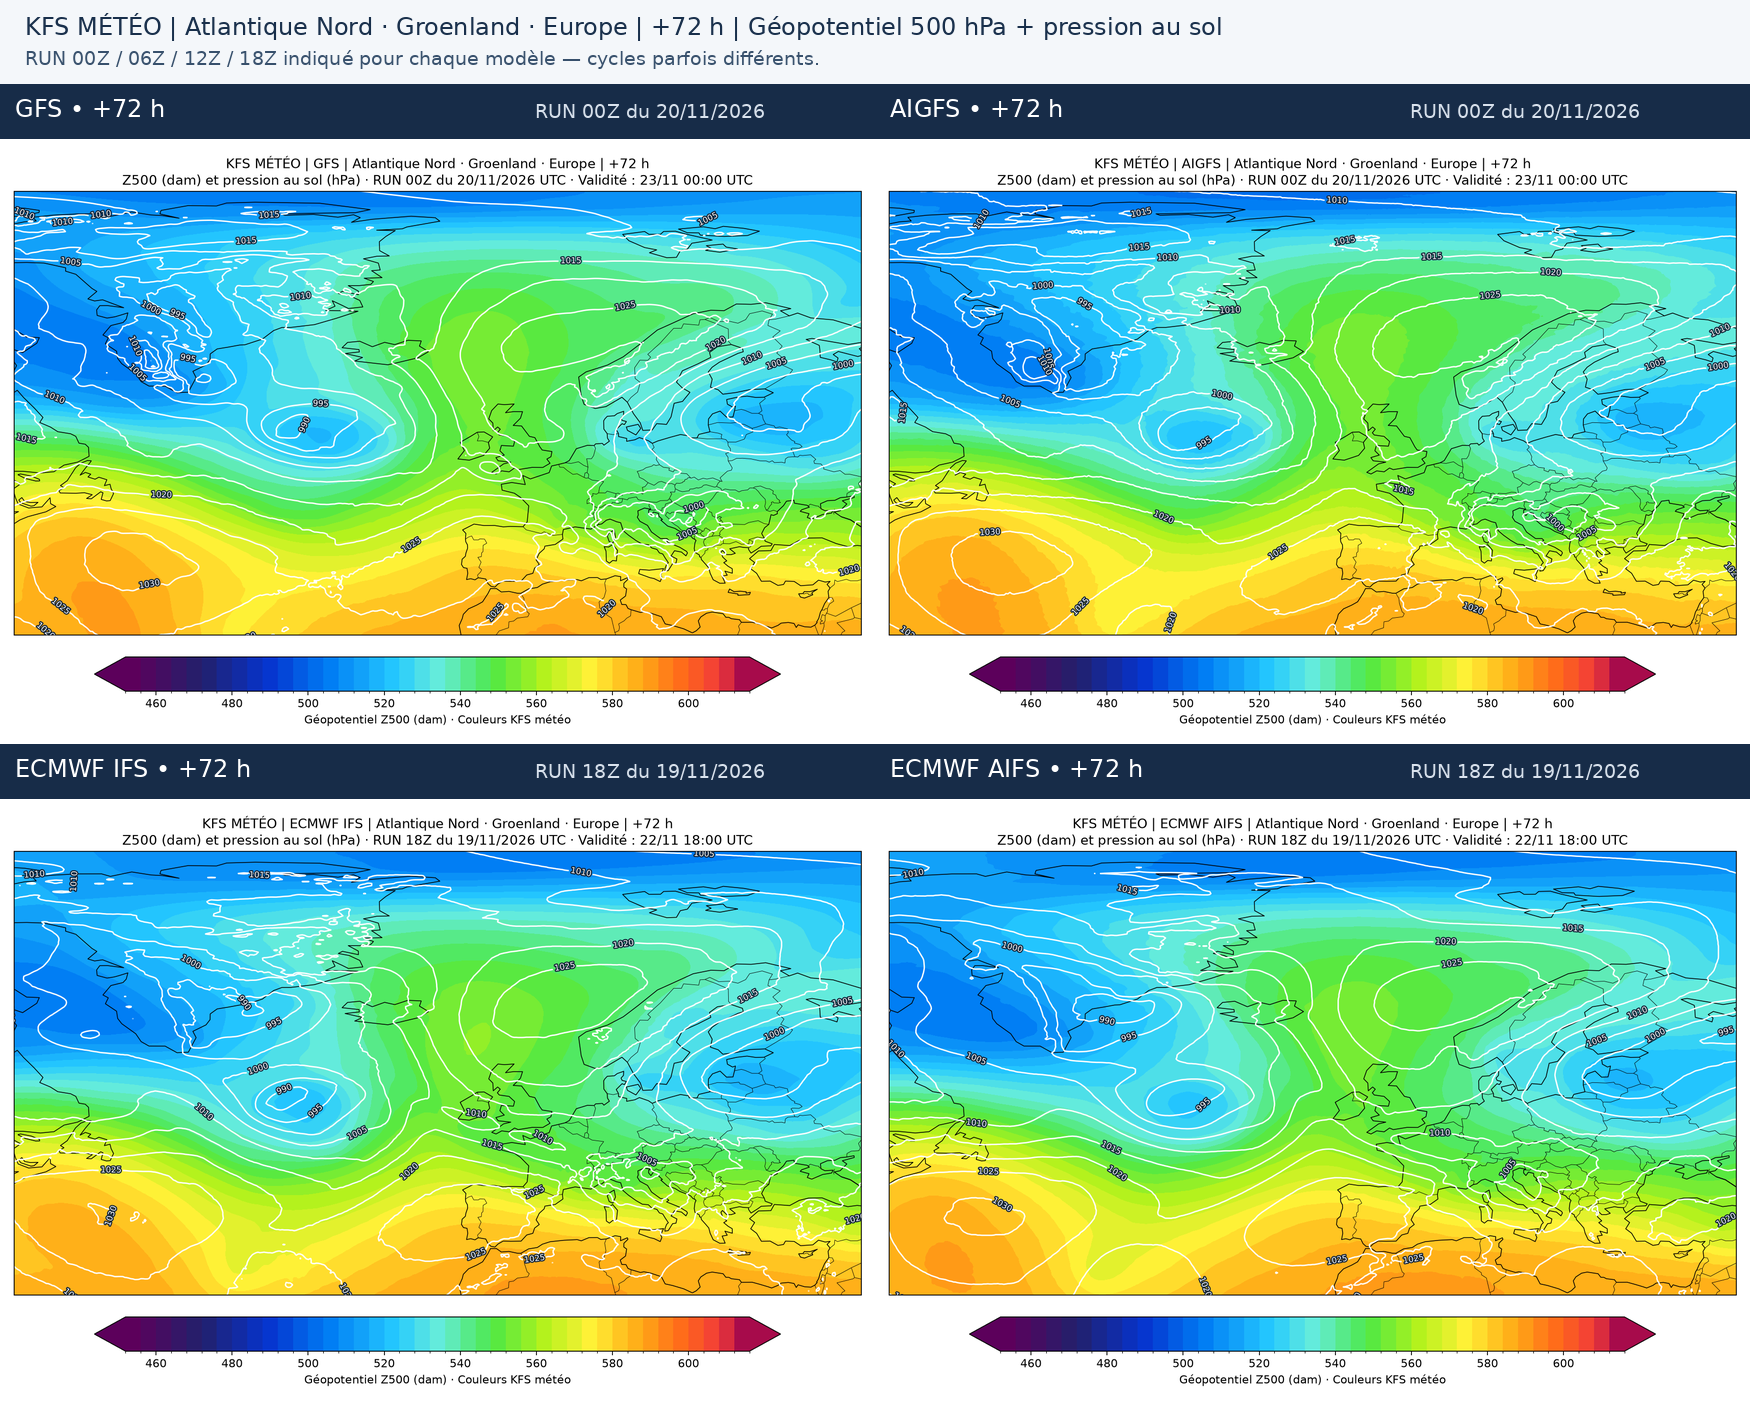 KFS MÉTÉO | Atlantique Nord · Groenland · Europe | +72 h | Géopotentiel 500 hPa + pression au sol
RUN 00Z / 06Z / 12Z / 18Z indiqué pour chaque modèle — cycles parfois différents.
GFS • +72 h
RUN 00Z du 20/11/2026
AIGFS • +72 h
RUN 00Z du 20/11/2026
KFS MÉTÉO | GFS | Atlantique Nord · Groenland · Europe | +72 h
Z500 (dam) et pression au sol (hPa) · RUN 00Z du 20/11/2026 UTC · Validité : 23/11 00:00 UTC
KFS MÉTÉO | AIGFS | Atlantique Nord · Groenland · Europe | +72 h
Z500 (dam) et pression au sol (hPa) · RUN 00Z du 20/11/2026 UTC · Validité : 23/11 00:00 UTC
460 480 500 520 540 560 580 600
Géopotentiel Z500 (dam) · Couleurs KFS météo
460 480 500 520 540 560 580 600
Géopotentiel Z500 (dam) · Couleurs KFS météo
ECMWF IFS • +72 h
RUN 18Z du 19/11/2026
ECMWF AIFS • +72 h
RUN 18Z du 19/11/2026
KFS MÉTÉO | ECMWF IFS | Atlantique Nord · Groenland · Europe | +72 h
Z500 (dam) et pression au sol (hPa) · RUN 18Z du 19/11/2026 UTC · Validité : 22/11 18:00 UTC
KFS MÉTÉO | ECMWF AIFS | Atlantique Nord · Groenland · Europe | +72 h
Z500 (dam) et pression au sol (hPa) · RUN 18Z du 19/11/2026 UTC · Validité : 22/11 18:00 UTC
460 480 500 520 540 560 580 600
Géopotentiel Z500 (dam) · Couleurs KFS météo
460 480 500 520 540 560 580 600
Géopotentiel Z500 (dam) · Couleurs KFS météo